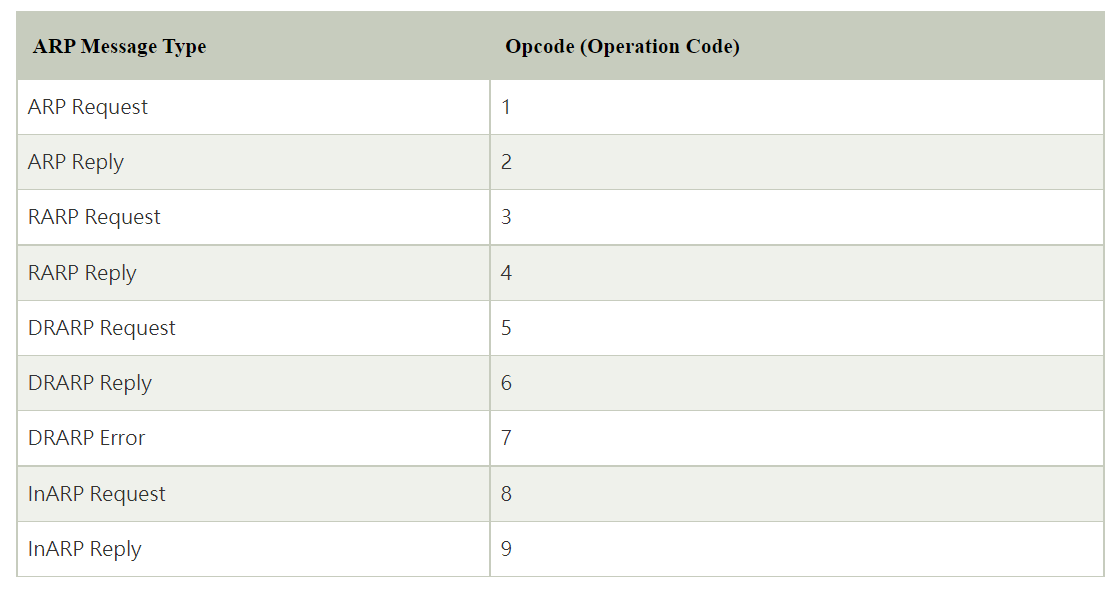 ARP Message Type Opcode (Operation Code)
ARP Request 1
ARP Reply 2
RARP Request 3
RARP Reply 4
DRARP Request 5
DRARP Reply 6
DRARP Error 7
InARP Request 8
InARP Reply 9